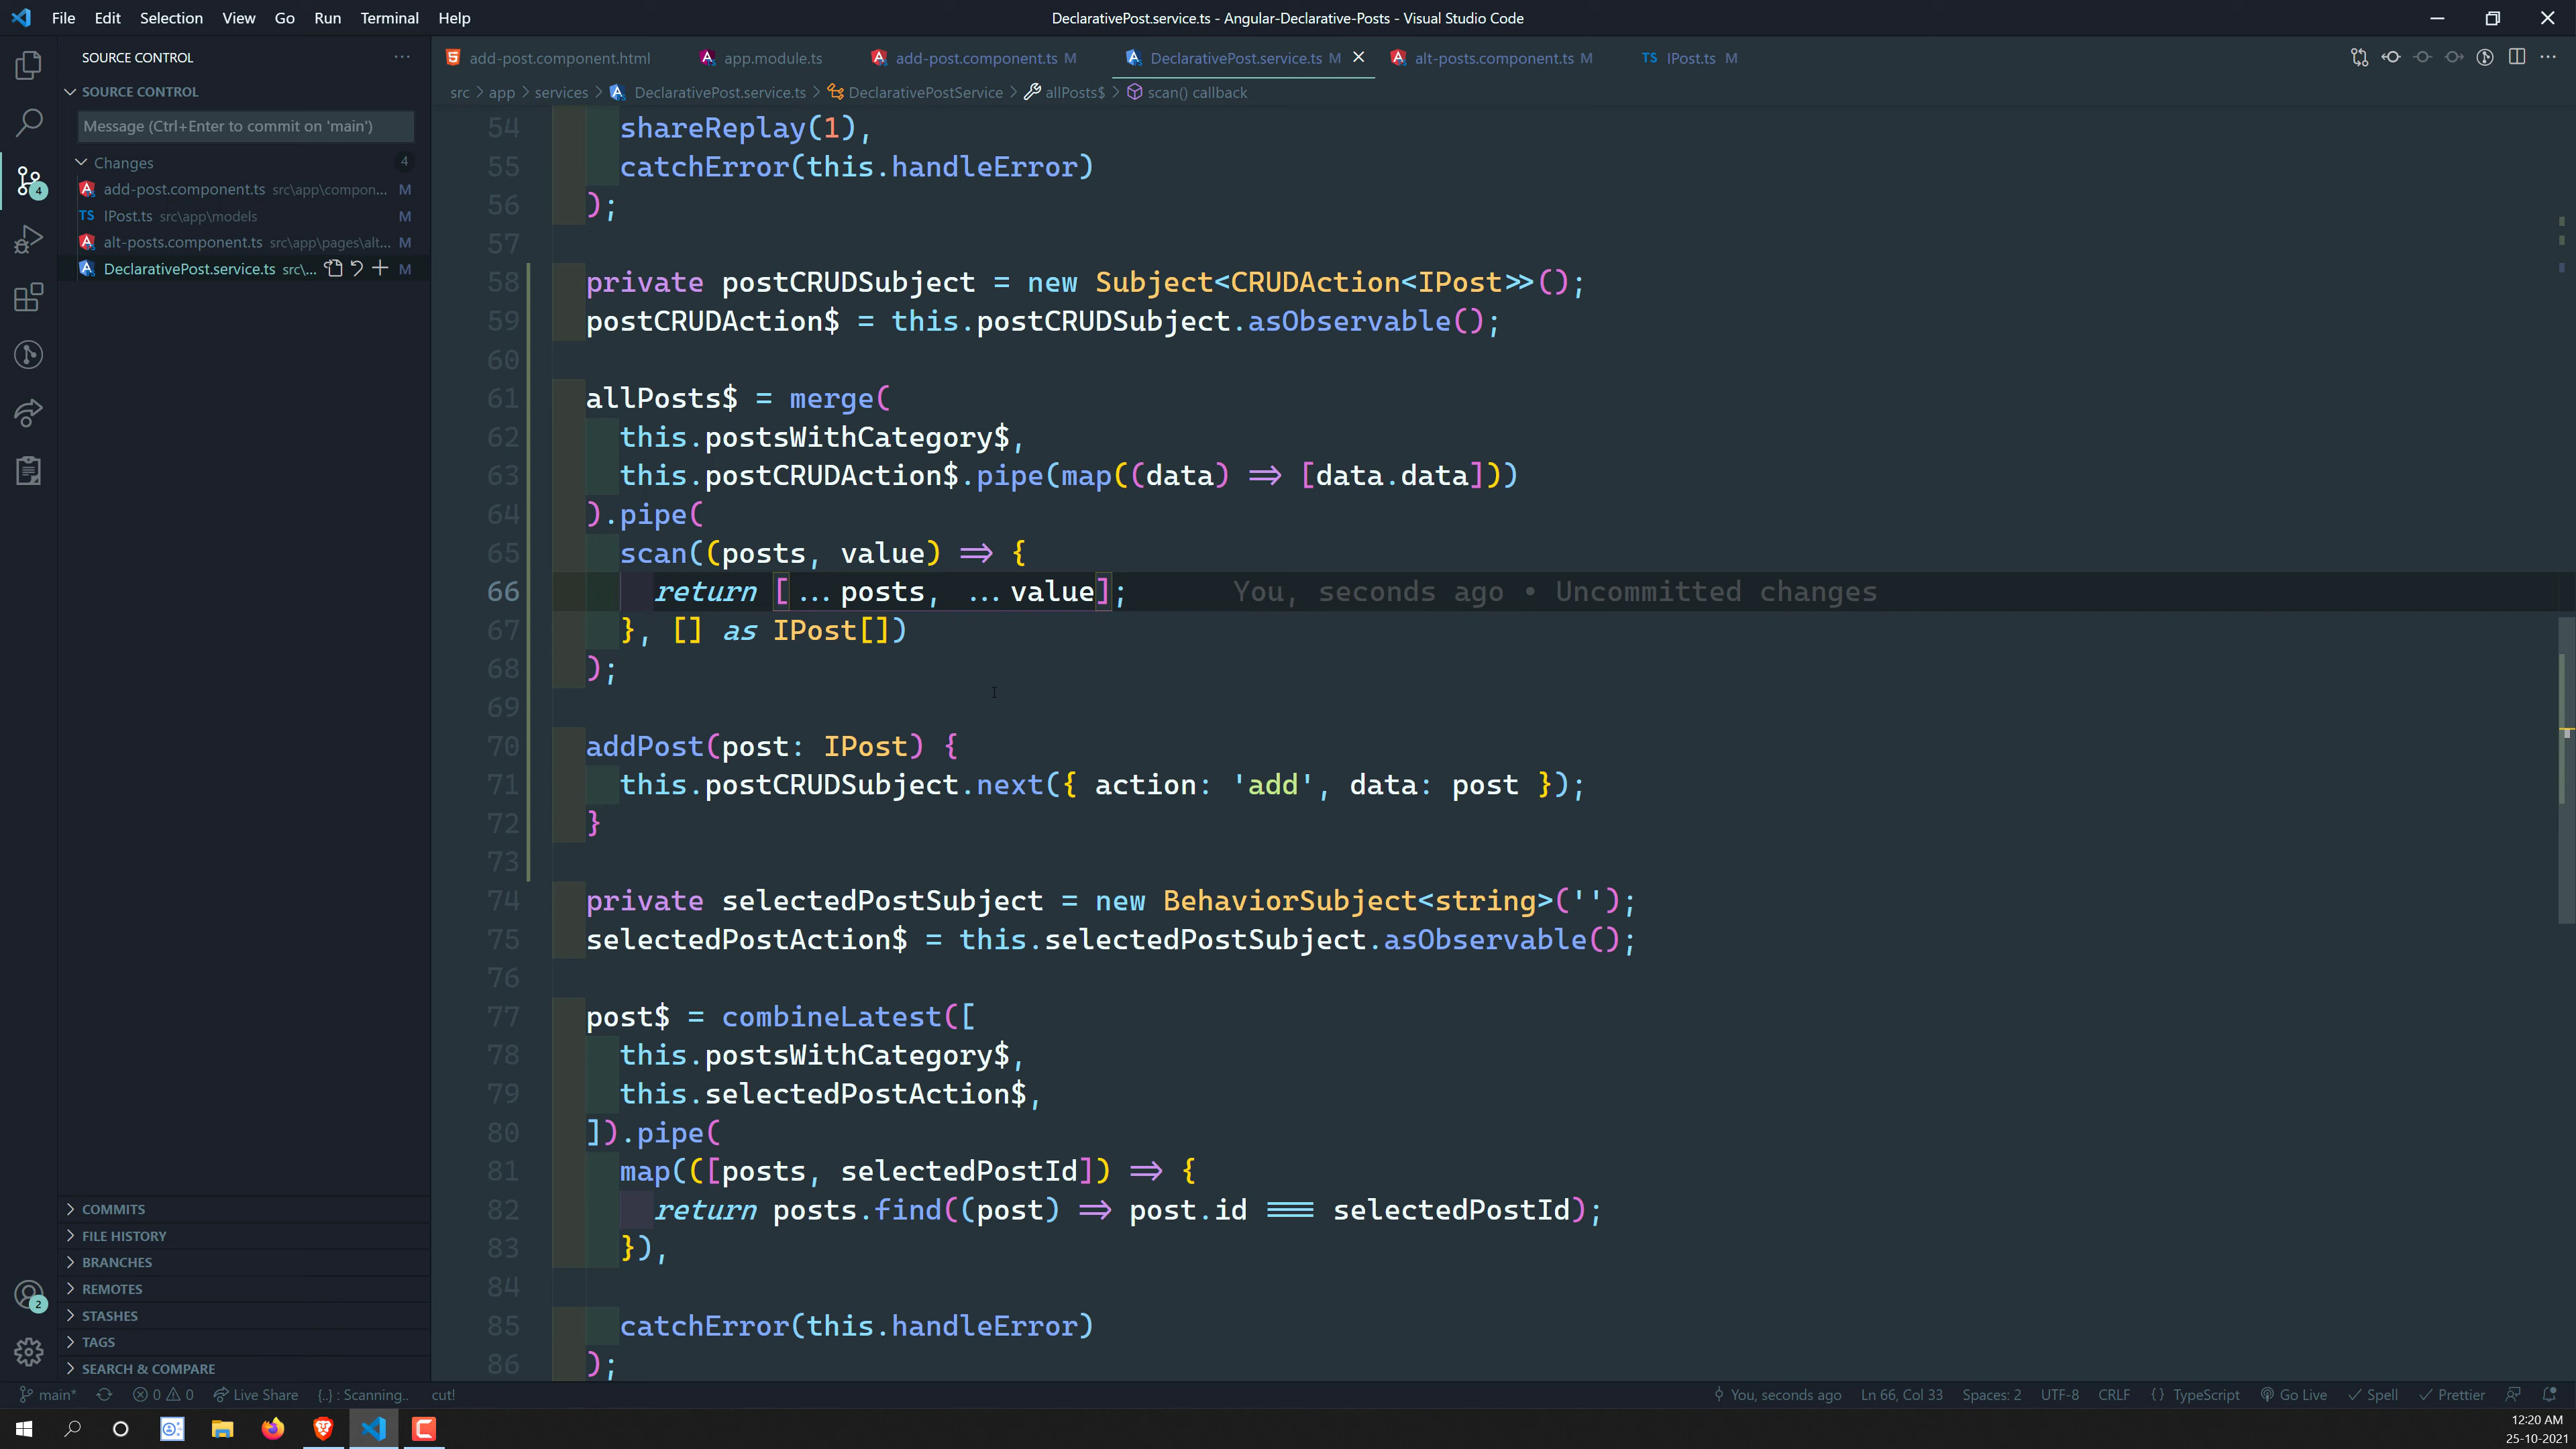 File Edit Selection View Go Run Terminal Help
DeclarativePost.service.ts - Angular-Declarative-Posts - Visual Studio Code
SOURCE CONTROL ···
add-post.component.html
app.module.ts
add-post.component.ts M
DeclarativePost.service.ts M
alt-posts.component.ts M
TS IPost.ts M
src > app > services > DeclarativePost.service.ts > DeclarativePostService > allPosts$ > scan() callback
SOURCE CONTROL
Message (Ctrl+Enter to commit on 'main')
Changes 4
add-post.component.ts src\app\compon... M
TS IPost.ts src\app\models M
alt-posts.component.ts src\app\pages\alt... M
DeclarativePost.service.ts src\... M
4
54 shareReplay(1),
55 catchError(this.handleError)
56 );
57
58 private postCRUDSubject = new Subject<CRUDAction<IPost>>();
59 postCRUDAction$ = this.postCRUDSubject.asObservable();
60
61 allPosts$ = merge(
62 this.postsWithCategory$,
63 this.postCRUDAction$.pipe(map((data) => [data.data]))
64 ).pipe(
65 scan((posts, value) => {
66 return [...posts, ...value]; You, seconds ago • Uncommitted changes
67 }, [] as IPost[])
68 );
69
70 addPost(post: IPost) {
71 this.postCRUDSubject.next({ action: 'add', data: post });
72 }
73
74 private selectedPostSubject = new BehaviorSubject<string>('');
75 selectedPostAction$ = this.selectedPostSubject.asObservable();
76
77 post$ = combineLatest([
78 this.postsWithCategory$,
79 this.selectedPostAction$,
80 ]).pipe(
81 map(([posts, selectedPostId]) => {
82 return posts.find((post) => post.id === selectedPostId);
83 }),
84
85 catchError(this.handleError)
86 );
COMMITS
FILE HISTORY
BRANCHES
REMOTES
STASHES
TAGS
SEARCH & COMPARE
2
main* 0 0 Live Share {..} : Scanning.. cut!
You, seconds ago Ln 66, Col 33 Spaces: 2 UTF-8 CRLF {} TypeScript Go Live Spell Prettier
12:20 AM
25-10-2021